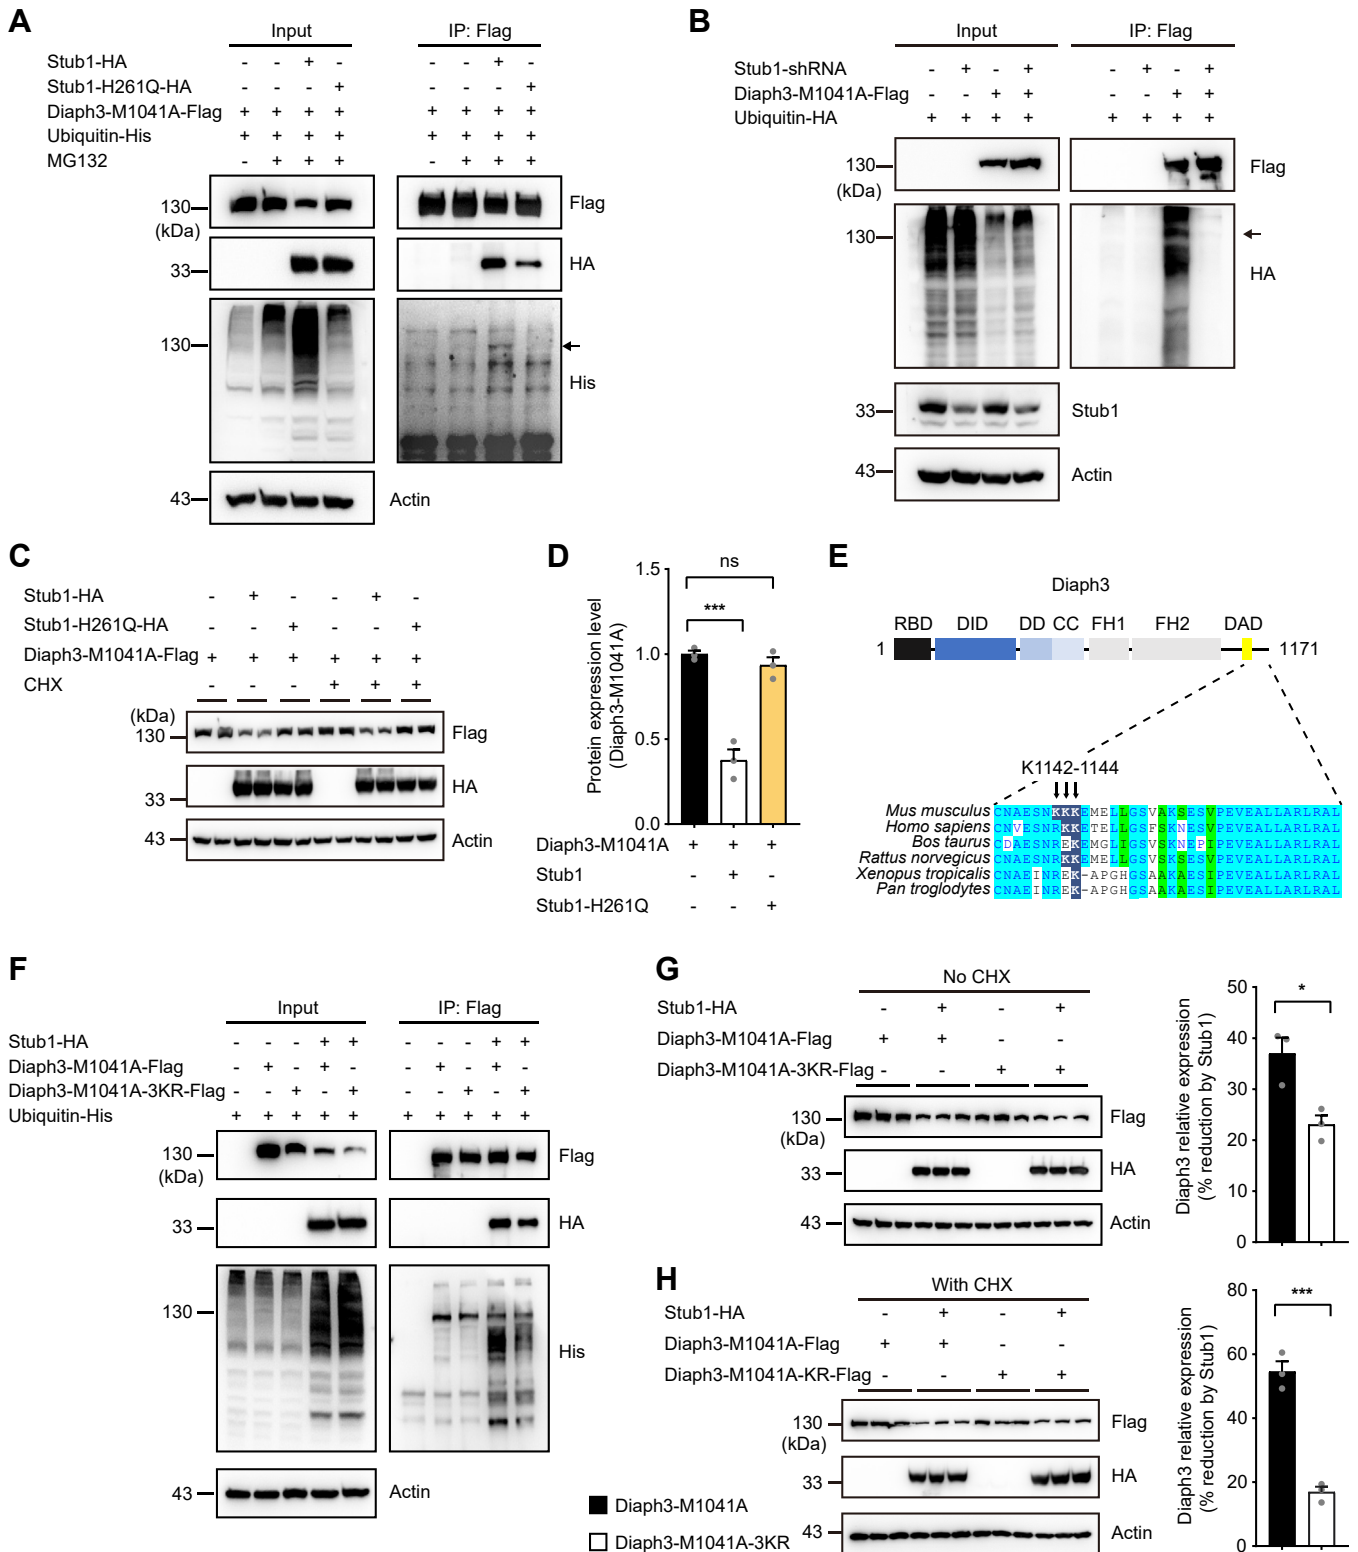 A
Input
IP: Flag
Stub1-HA - - + - - - + -
Stub1-H261Q-HA - - - + - - - +
Diaph3-M1041A-Flag + + + + + + + +
Ubiquitin-His + + + + + + + +
MG132 - + + + - + + +
130
(kDa)
Flag
33
HA
130
His
43
Actin
B
Input
IP: Flag
Stub1-shRNA - + - + - + - +
Diaph3-M1041A-Flag - - + + - - + +
Ubiquitin-HA + + + + + + + +
130
(kDa)
Flag
130
HA
33
Stub1
43
Actin
C
Stub1-HA - + - - + -
Stub1-H261Q-HA - - + - - +
Diaph3-M1041A-Flag + + + + + +
CHX - - - + + +
(kDa)
130
Flag
33
HA
43
Actin
D
Protein expression level
(Diaph3-M1041A)
1.5
1.0
0.5
0.0
ns
***
Diaph3-M1041A + + +
Stub1 - + -
Stub1-H261Q - - +
E
Diaph3
RBD DID DD CC FH1 FH2 DAD
1
1171
K1142-1144
Mus musculus CNAESNKKKEMELLGSVAKSESVPEVEALLARLRAL
Homo sapiens CNVESNRKKETELLGSFSKNESVPEVEALLARLRAL
Bos taurus CDAESNREKEMGLIGSVSKNEPIPEVEALLARLRAL
Rattus norvegicus CNAESNRKKEMELLGSVSKSESVPEVEALLARLRAL
Xenopus tropicalis CNAEINREK-APGHGSAAKAESIPEVEALLARLRAL
Pan troglodytes CNAEINREK-APGHGSAAKAESIPEVEALLARLRAL
F
Input
IP: Flag
Stub1-HA - - - + + - - - + +
Diaph3-M1041A-Flag - + - + - - + - + -
Diaph3-M1041A-3KR-Flag - - + - + - - + - +
Ubiquitin-His + + + + + + + + + +
130
(kDa)
Flag
33
HA
130
His
43
Actin
G
No CHX
Stub1-HA - + - +
Diaph3-M1041A-Flag + + - -
Diaph3-M1041A-3KR-Flag - - + +
130
(kDa)
Flag
33
HA
43
Actin
Diaph3 relative expression
(% reduction by Stub1)
50
40
30
20
10
0
*
H
With CHX
Stub1-HA - + - +
Diaph3-M1041A-Flag + + - -
Diaph3-M1041A-KR-Flag - - + +
130
(kDa)
Flag
33
HA
43
Actin
Diaph3 relative expression
(% reduction by Stub1)
80
60
40
20
0
***
Diaph3-M1041A
Diaph3-M1041A-3KR